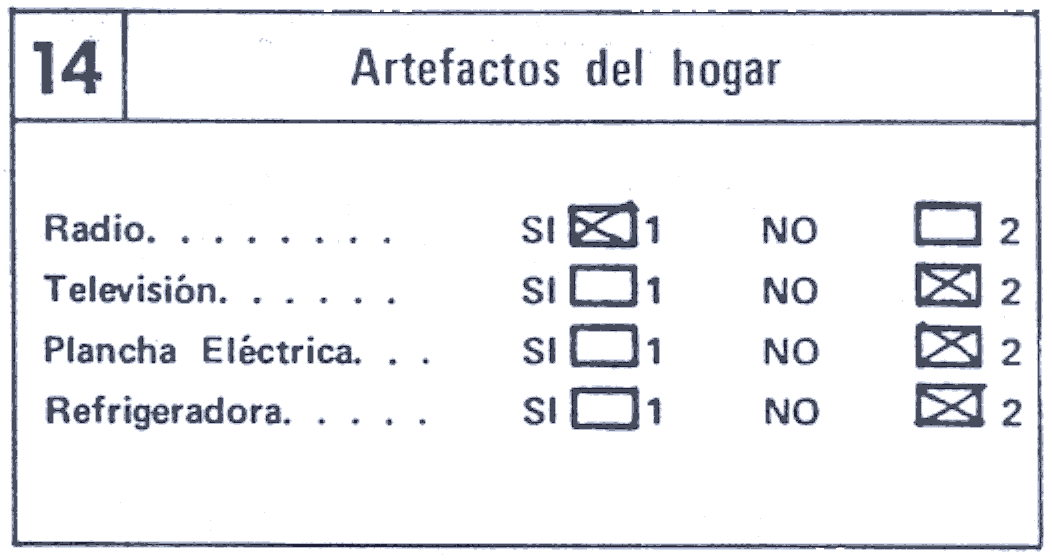 14 Artefactos del hogar
Radio. . . . . . . . SI ☒ 1 NO ☐ 2
Televisión. . . . . . SI ☐ 1 NO ☒ 2
Plancha Eléctrica. . . SI ☐ 1 NO ☒ 2
Refrigeradora. . . . . SI ☐ 1 NO ☒ 2